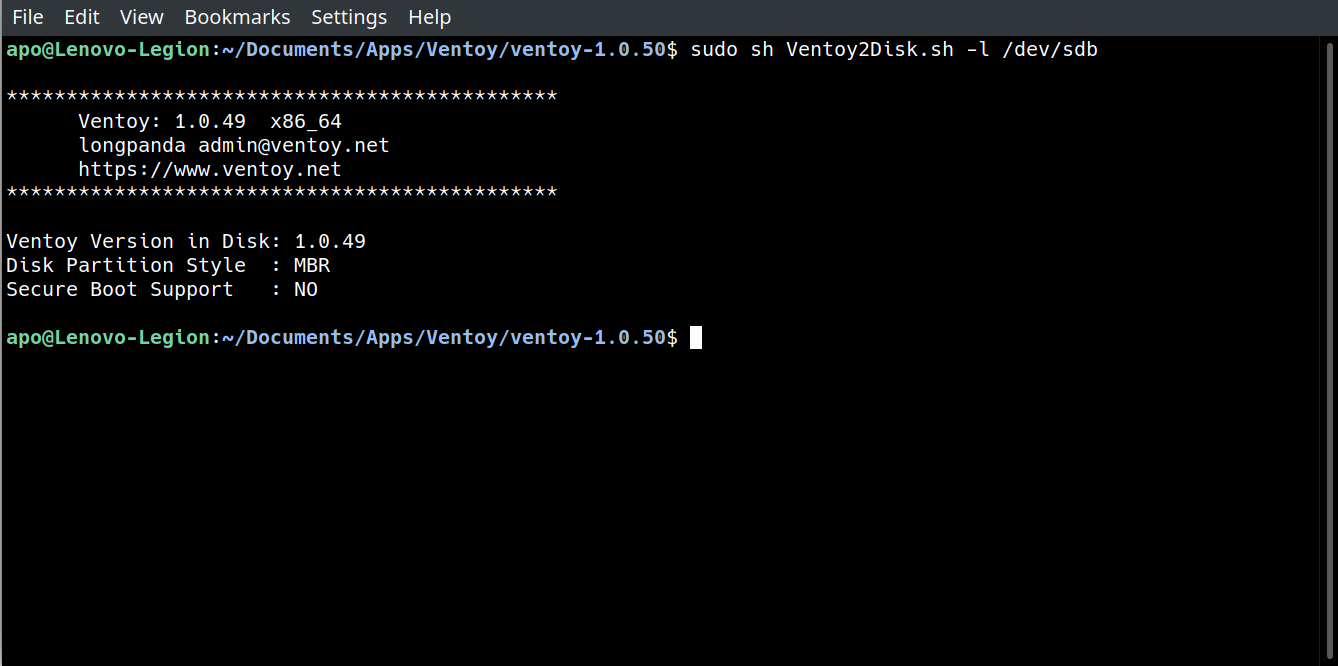 File Edit View Bookmarks Settings Help
apo@Lenovo-Legion:~/Documents/Apps/Ventoy/ventoy-1.0.50$ sudo sh Ventoy2Disk.sh -l /dev/sdb
**********************************************
Ventoy: 1.0.49  x86_64
longpanda admin@ventoy.net
https://www.ventoy.net
**********************************************
Ventoy Version in Disk: 1.0.49
Disk Partition Style  : MBR
Secure Boot Support   : NO
apo@Lenovo-Legion:~/Documents/Apps/Ventoy/ventoy-1.0.50$